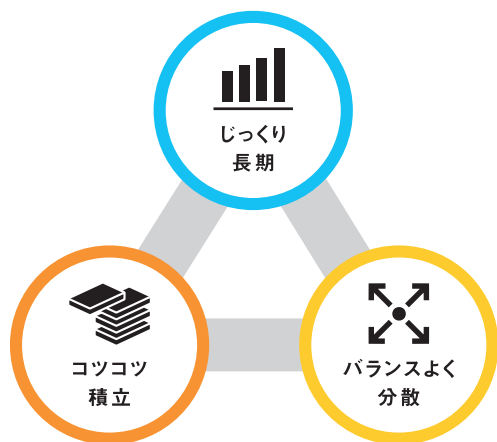 じっくり
長期
コツコツ
積立
バランスよく
分散